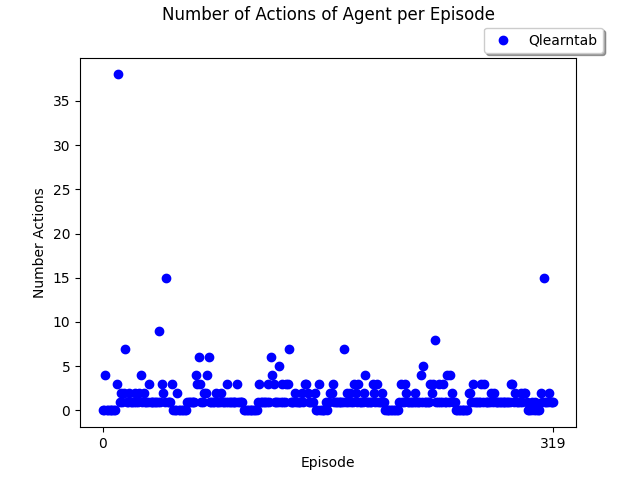 Number of Actions of Agent per Episode
Qlearntab
35
30
25
20
15
10
5
0
Number Actions
0
319
Episode